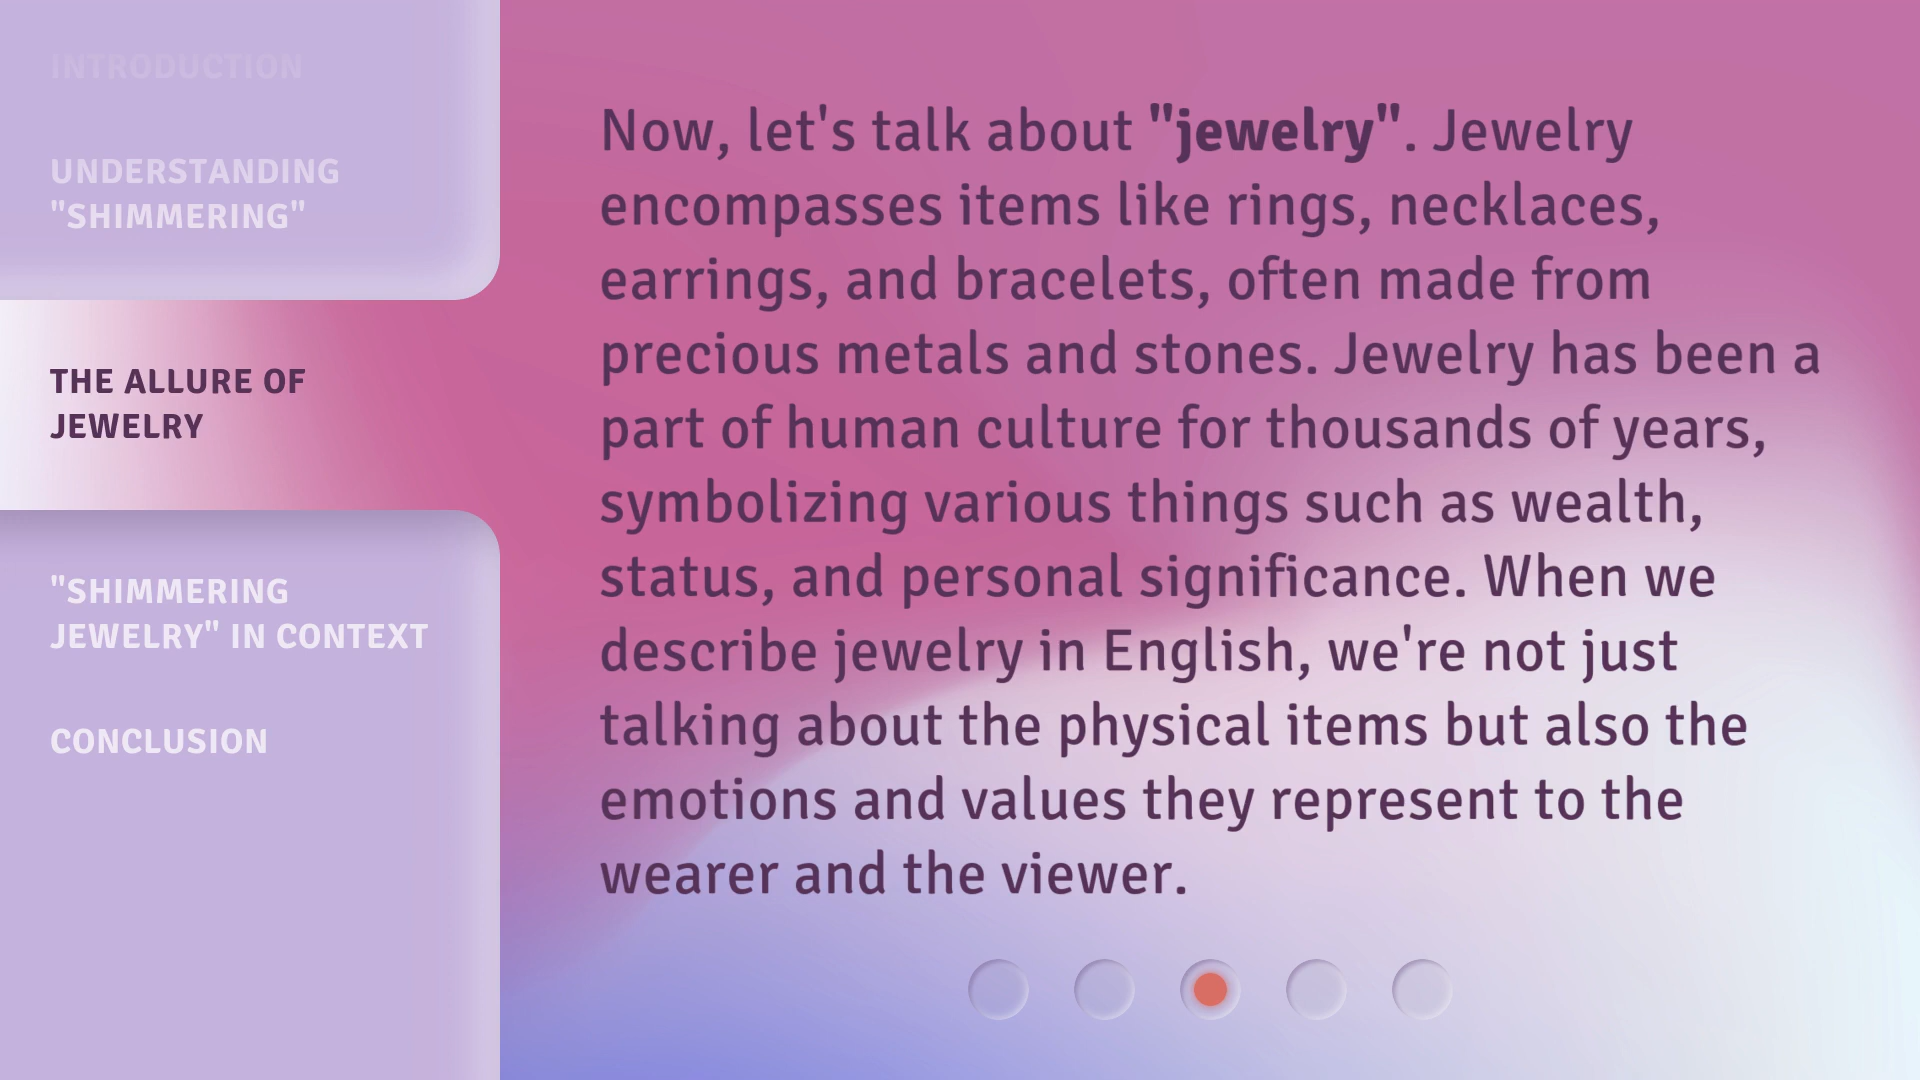 INTRODUCTION
UNDERSTANDING
"SHIMMERING"
THE ALLURE OF
JEWELRY
"SHIMMERING
JEWELRY" IN CONTEXT
CONCLUSION
Now, let's talk about "jewelry". Jewelry
encompasses items like rings, necklaces,
earrings, and bracelets, often made from
precious metals and stones. Jewelry has been a
part of human culture for thousands of years,
symbolizing various things such as wealth,
status, and personal significance. When we
describe jewelry in English, we're not just
talking about the physical items but also the
emotions and values they represent to the
wearer and the viewer.